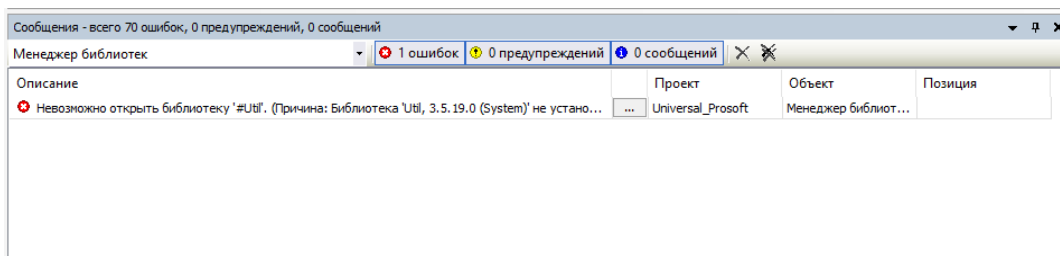 Сообщения - всего 70 ошибок, 0 предупреждений, 0 сообщений
Менеджер библиотек 1 ошибок 0 предупреждений 0 сообщений
Описание Проект Объект Позиция
Невозможно открыть библиотеку '#Util'. (Причина: Библиотека 'Util, 3.5.19.0 (System)' не устано... ... Universal_Prosoft Менеджер библиот...